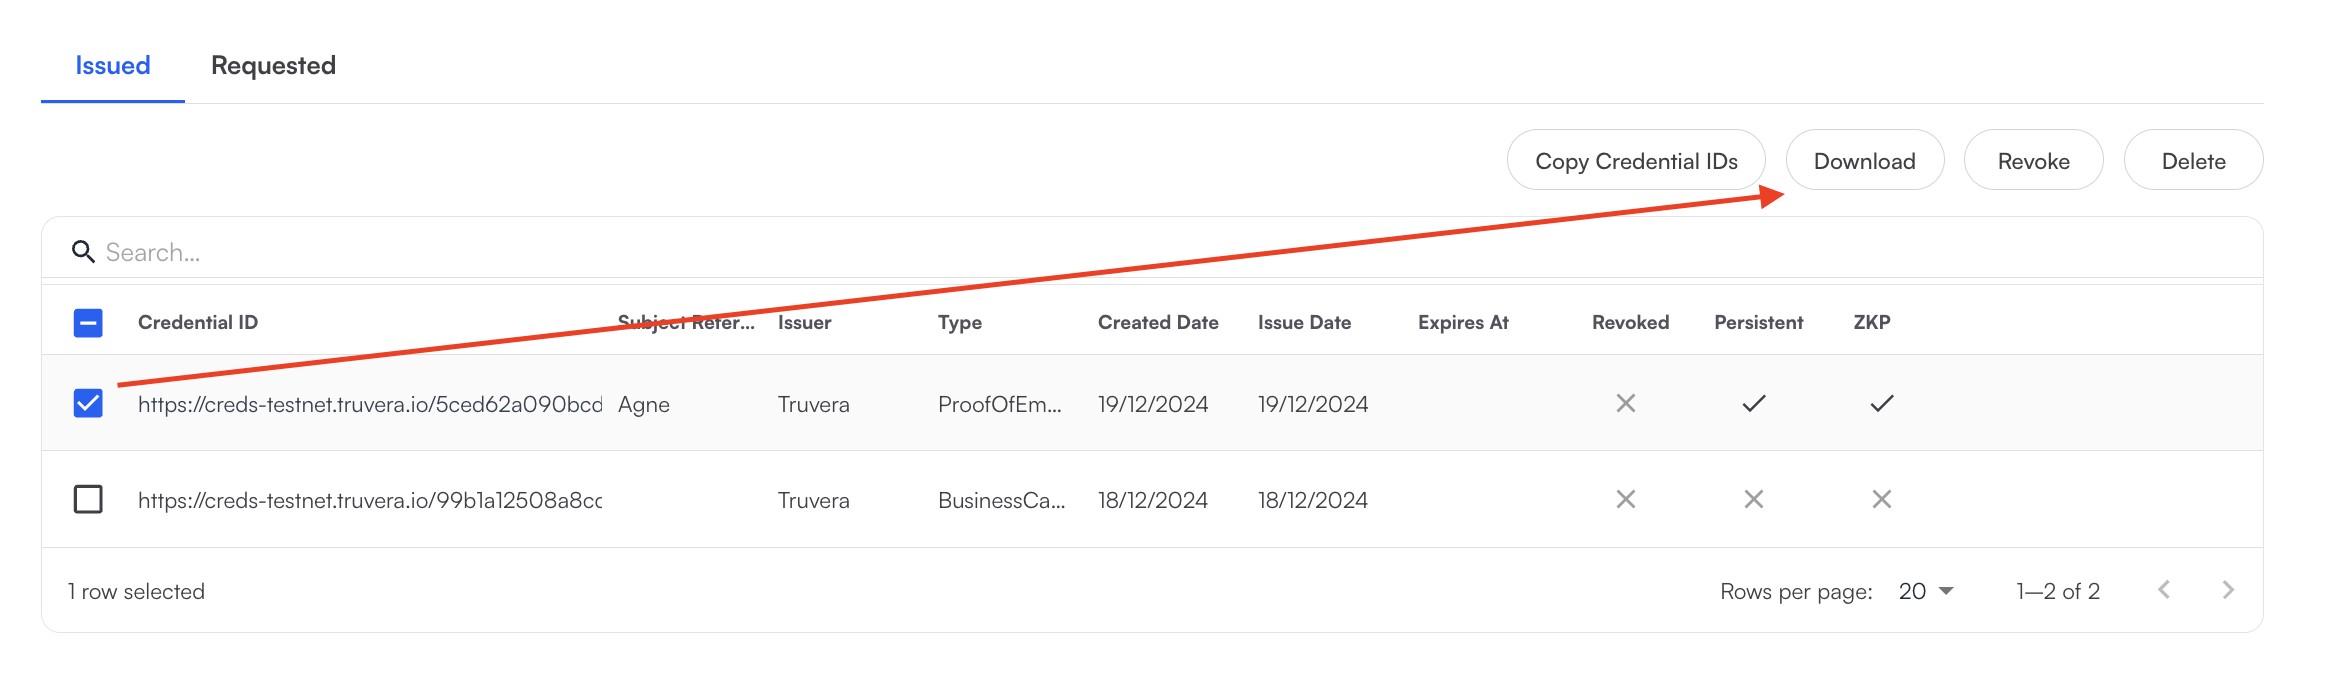 Issued Requested
Copy Credential IDs Download Revoke Delete
Search...
Credential ID Subject Refer... Issuer Type Created Date Issue Date Expires At Revoked Persistent ZKP
https://creds-testnet.truvera.io/5ced62a090bcd Agne Truvera ProofOfEm... 19/12/2024 19/12/2024
https://creds-testnet.truvera.io/99b1a12508a8cc Truvera BusinessCa... 18/12/2024 18/12/2024
1 row selected Rows per page: 20 1–2 of 2